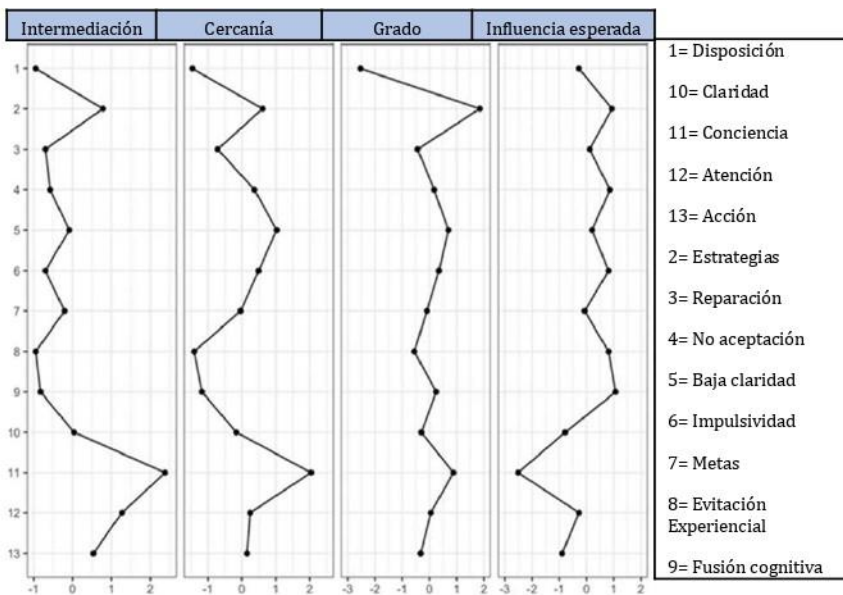 Intermediación Cercanía Grado Influencia esperada
1
2
3
4
5
6
7
8
9
10
11
12
13
-1 0 1 2
-1 0 1 2
-3 -2 -1 0 1 2
-2 -1 0 1 2
1= Disposición
10= Claridad
11= Conciencia
12= Atención
13= Acción
2= Estrategias
3= Reparación
4= No aceptación
5= Baja claridad
6= Impulsividad
7= Metas
8= Evitación
Experiencial
9= Fusión cognitiva